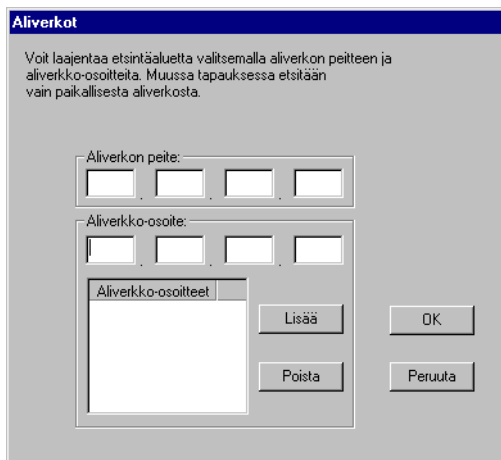 Aliverkot
Voit laajentaa etsintäaluetta valitsemalla aliverkon peitteen ja
aliverkko-osoitteita. Muussa tapauksessa etsitään
vain paikallisesta aliverkosta.
Aliverkon peite:
. . .
Aliverkko-osoite:
. . .
Aliverkko-osoitteet
Lisää
OK
Poista
Peruuta